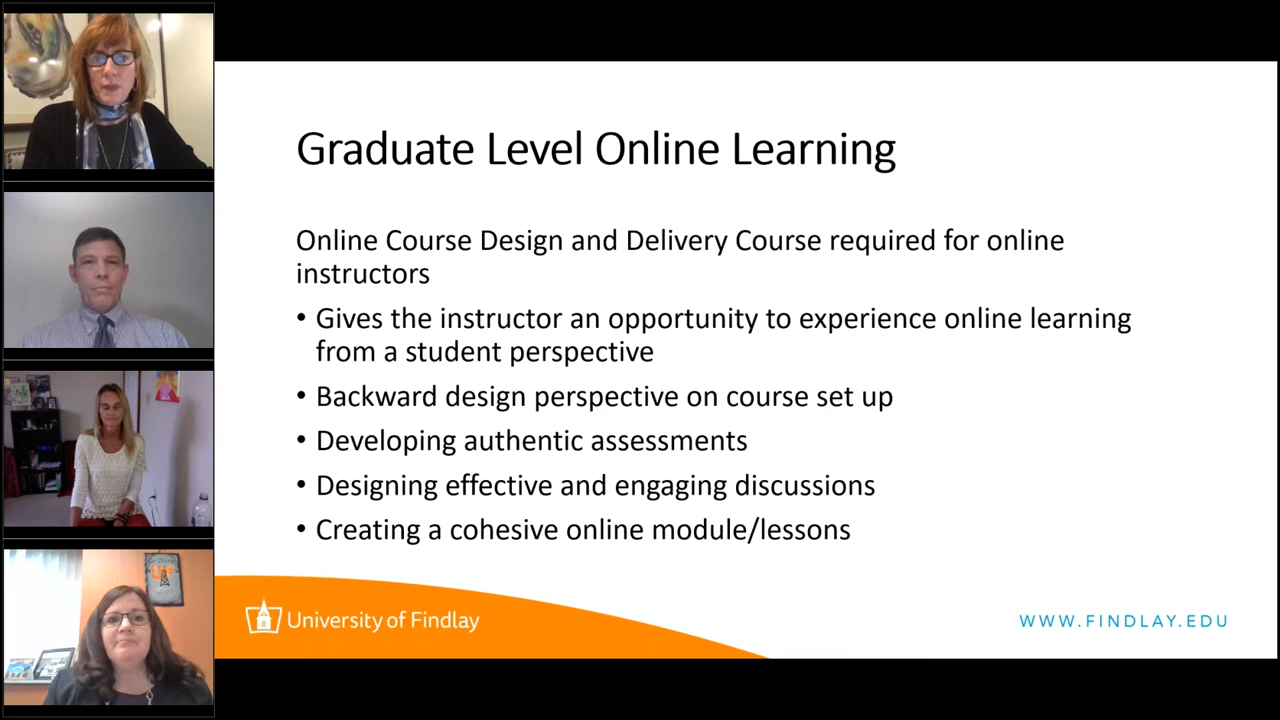 Graduate Level Online Learning
Online Course Design and Delivery Course required for online
instructors
• Gives the instructor an opportunity to experience online learning
from a student perspective
• Backward design perspective on course set up
• Developing authentic assessments
• Designing effective and engaging discussions
• Creating a cohesive online module/lessons
University of Findlay
WWW.FINDLAY.EDU